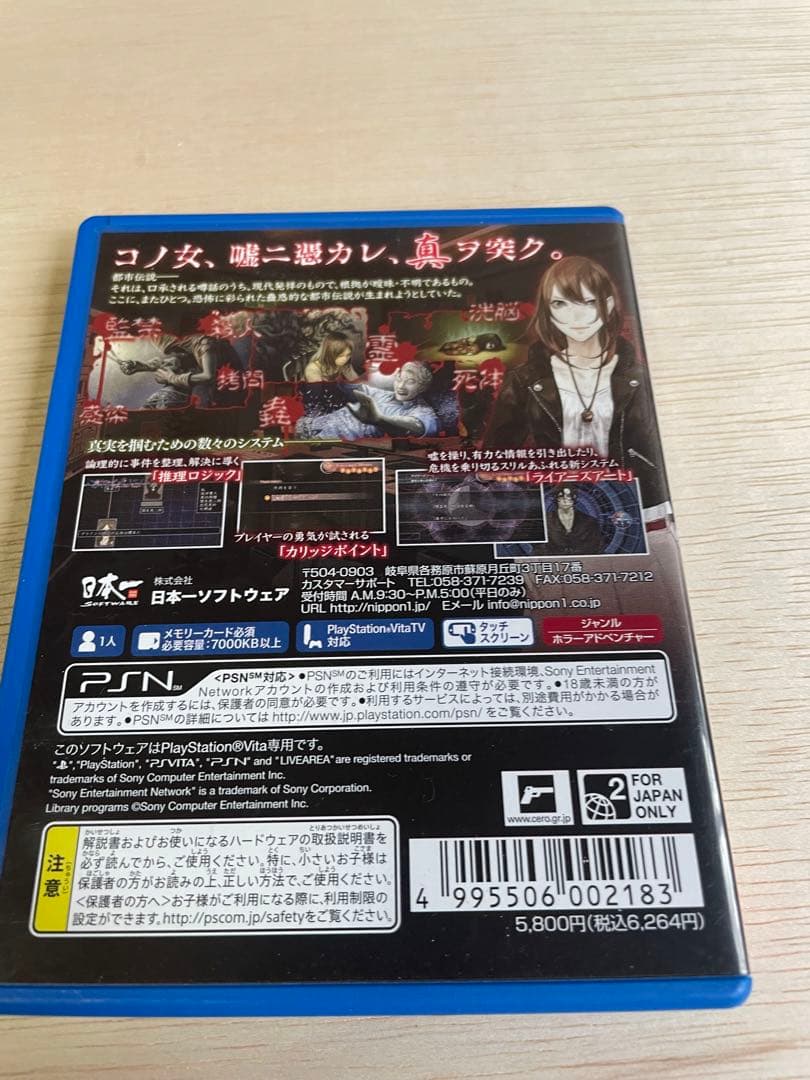 コノ女、嘘ニ憑カレ、真ヲ突ク。
都市伝説──
それは、口承される噂話のうち、現代発祥のもので、根拠が曖昧・不明であるもの。
ここに、またひとつ、恐怖に彩られた蠱惑的な都市伝説が生まれようとしていた。
監禁
殺人
洗脳
霊
拷問
死体
感染
蟲
真実を掴むための数々のシステム
論理的に事件を整理、解決に導く
「推理ロジック」
プレイヤーの勇気が試される
「カリッジポイント」
嘘を操り、有力な情報を引き出したり、
危機を乗り切るスリルあふれる新システム
「ライアーズアート」
日本一
SOFTWARE
株式会社
日本一ソフトウェア
〒504-0903 岐阜県各務原市蘇原月丘町3丁目17番
カスタマーサポート TEL:058-371-7239 FAX:058-371-7212
受付時間 A.M.9:30~P.M.5:00(平日のみ)
URL http://nippon1.jp/ Eメール info@nippon1.co.jp
1人
メモリーカード必須
必要容量:7000KB以上
PlayStation®VitaTV
対応
タッチ
スクリーン
ジャンル
ホラーアドベンチャー
PSN℠
<PSN℠対応> ●PSN℠のご利用にはインターネット接続環境、Sony Entertainment
Networkアカウントの作成および利用条件の遵守が必要です。●18歳未満の方が
アカウントを作成するには、保護者の同意が必要です。●利用するサービスによっては、別途費用がかかる場合が
あります。●PSN℠の詳細については http://www.jp.playstation.com/psn/ をご覧ください。
このソフトウェアはPlayStation®Vita専用です。
" ","PlayStation", "PSVITA", "PSN" and "LIVEAREA" are registered trademarks or
trademarks of Sony Computer Entertainment Inc.
"Sony Entertainment Network" is a trademark of Sony Corporation.
Library programs ©Sony Computer Entertainment Inc.
www.cero.gr.jp
2
FOR
JAPAN
ONLY
注意
(ちゅうい)
解説書およびお使いになるハードウェアの取扱説明書を
必ず読んでから、ご使用ください。特に、小さいお子様は
保護者の方がお読みの上、正しい方法で、ご使用ください。
<保護者の方へ>お子様がご利用になる際に、利用制限の
設定ができます。http://pscom.jp/safetyをご覧ください。
4 995506 002183
5,800円(税込6,264円)